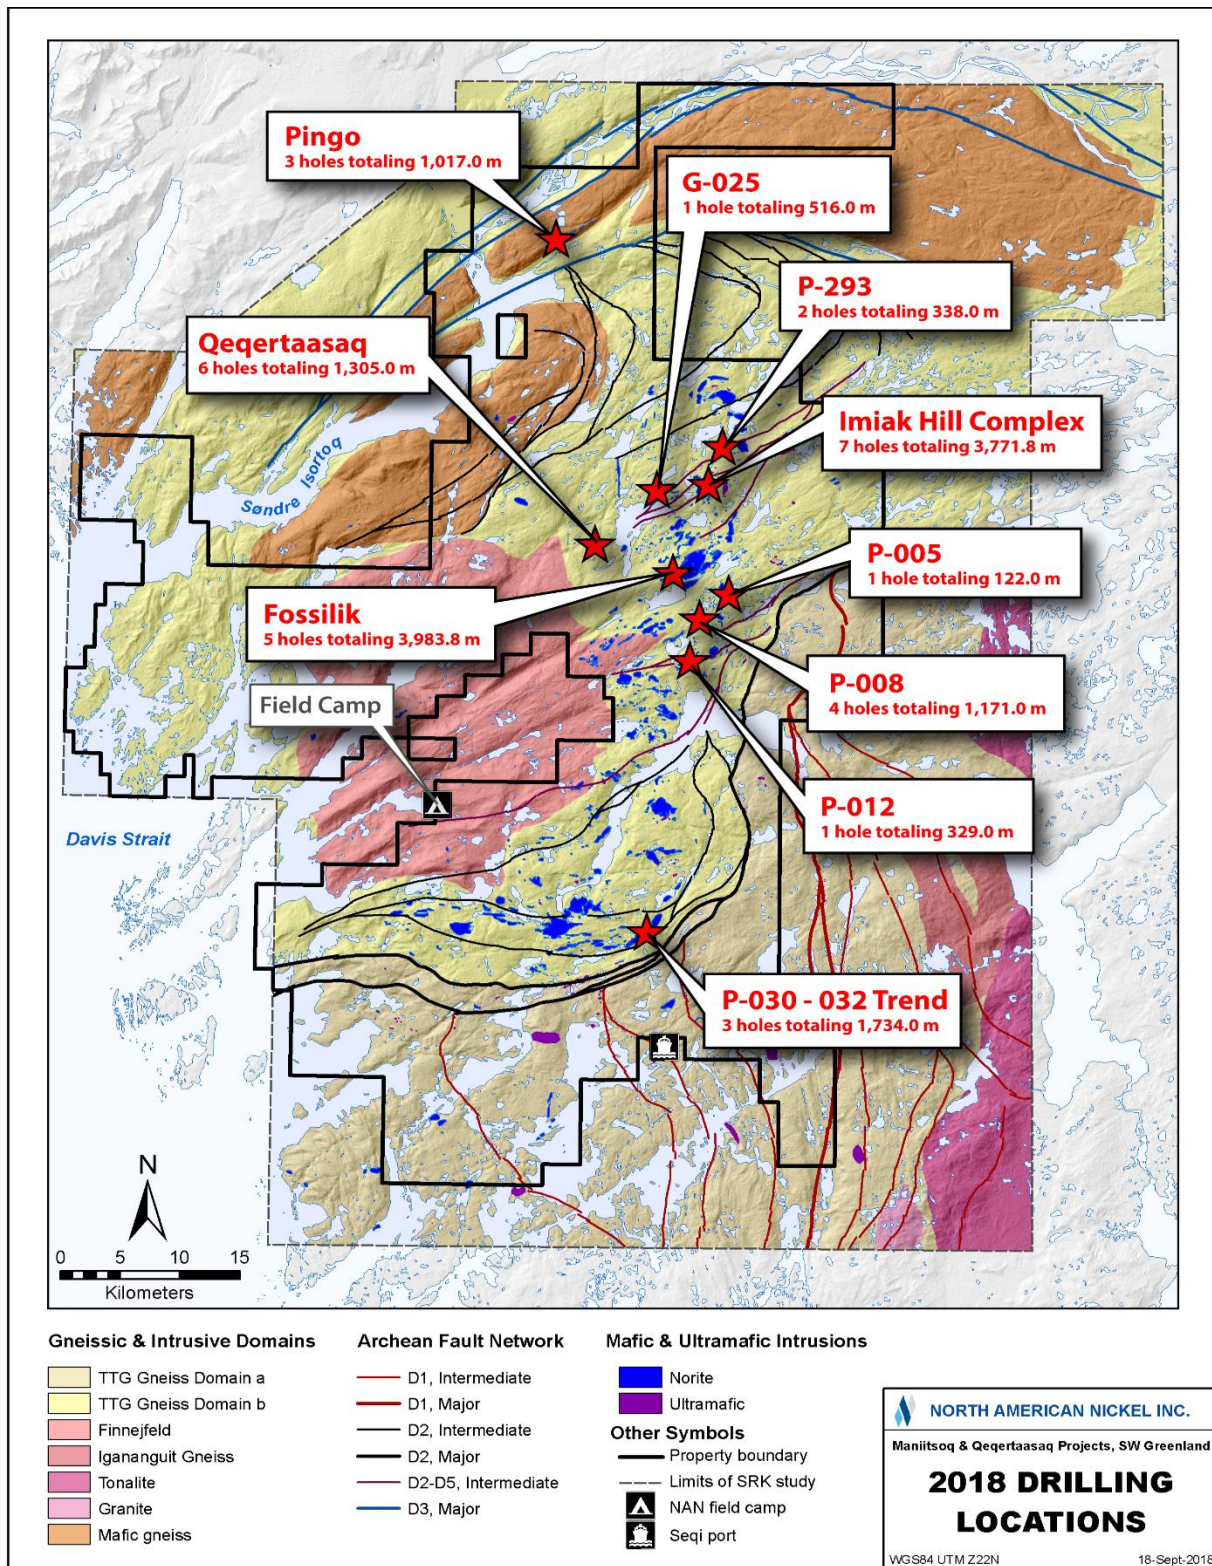 Pingo
3 holes totaling 1,017.0 m
G-025
1 hole totaling 516.0 m
P-293
2 holes totaling 338.0 m
Qeqertaasaq
6 holes totaling 1,305.0 m
Imiak Hill Complex
7 holes totaling 3,771.8 m
Søndre Isortoq
P-005
1 hole totaling 122.0 m
Fossilik
5 holes totaling 3,983.8 m
P-008
4 holes totaling 1,171.0 m
Field Camp
P-012
1 hole totaling 329.0 m
Davis Strait
P-030 - 032 Trend
3 holes totaling 1,734.0 m
N
0 5 10 15
Kilometers
Gneissic & Intrusive Domains
TTG Gneiss Domain a
TTG Gneiss Domain b
Finnejfeld
Igananguit Gneiss
Tonalite
Granite
Mafic gneiss
Archean Fault Network
D1, Intermediate
D1, Major
D2, Intermediate
D2, Major
D2-D5, Intermediate
D3, Major
Mafic & Ultramafic Intrusions
Norite
Ultramafic
Other Symbols
Property boundary
Limits of SRK study
NAN field camp
Seqi port
NORTH AMERICAN NICKEL INC.
Maniitsoq & Qeqertaasaq Projects, SW Greenland
2018 DRILLING
LOCATIONS
WGS84 UTM Z22N 18-Sept-2018